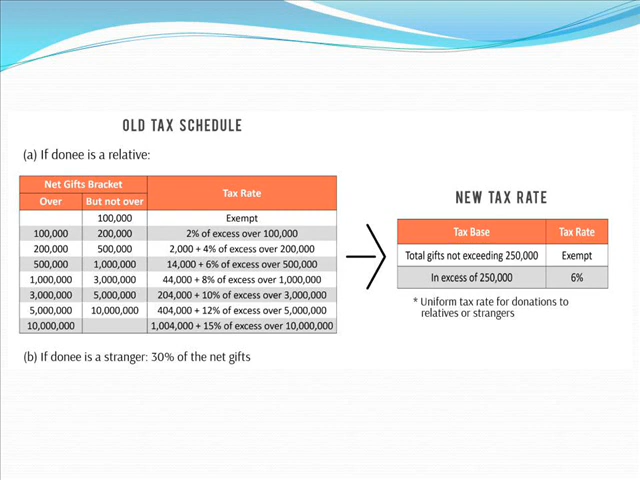 OLD TAX SCHEDULE
(a) If donee is a relative:
Net Gifts Bracket
Tax Rate
Over But not over
100,000 Exempt
100,000 200,000 2% of excess over 100,000
200,000 500,000 2,000 + 4% of excess over 200,000
500,000 1,000,000 14,000 + 6% of excess over 500,000
1,000,000 3,000,000 44,000 + 8% of excess over 1,000,000
3,000,000 5,000,000 204,000 + 10% of excess over 3,000,000
5,000,000 10,000,000 404,000 + 12% of excess over 5,000,000
10,000,000 1,004,000 + 15% of excess over 10,000,000
(b) If donee is a stranger: 30% of the net gifts
NEW TAX RATE
Tax Base Tax Rate
Total gifts not exceeding 250,000 Exempt
In excess of 250,000 6%
* Uniform tax rate for donations to
relatives or strangers